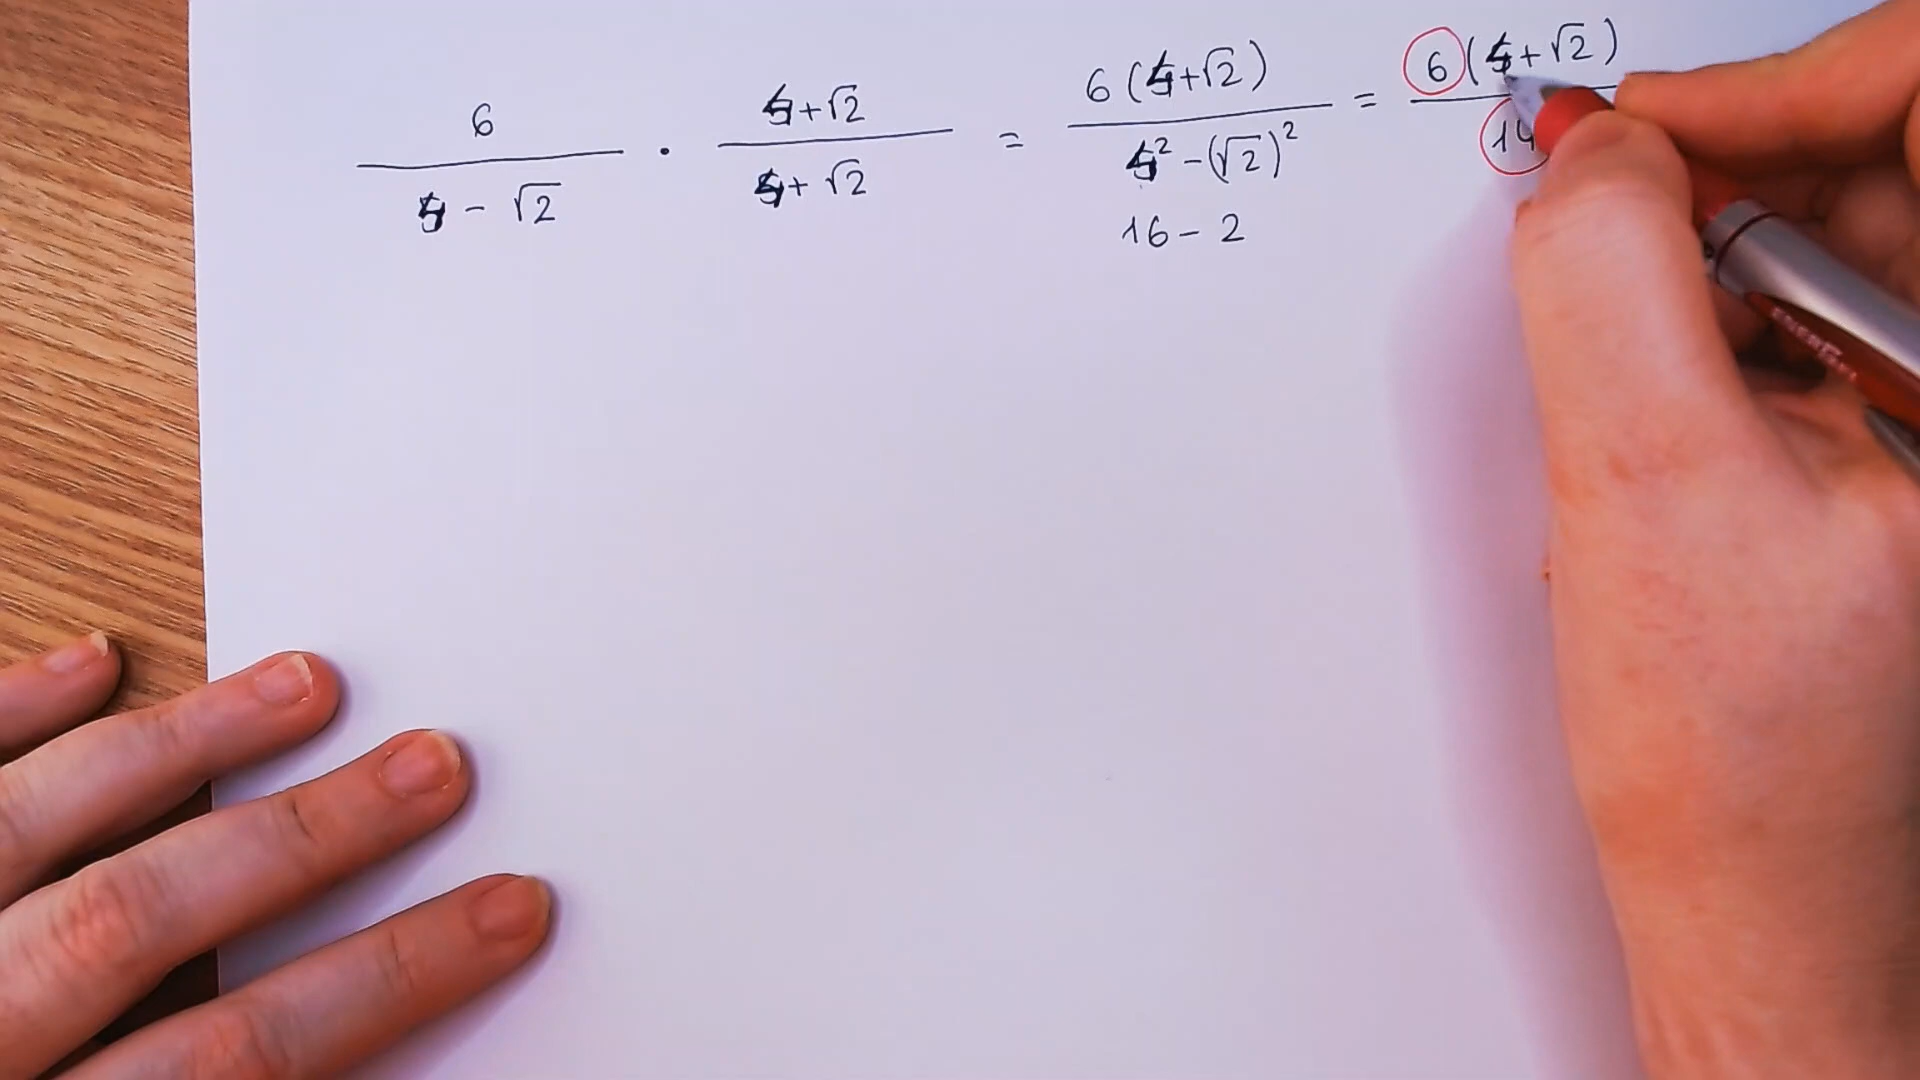 6/(4 - √2) · (4+√2)/(4+ √2) = 6(4+√2)/(4² -(√2)²) = 6(4+√2)/14
16 - 2